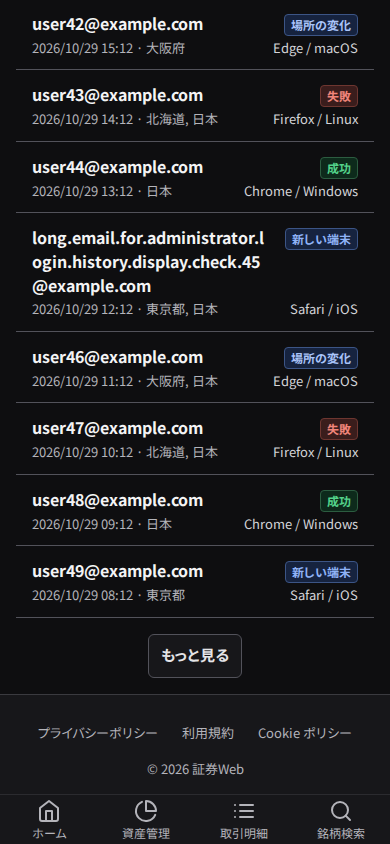 user42@example.com 場所の変化
2026/10/29 15:12 · 大阪府 Edge / macOS
user43@example.com 失敗
2026/10/29 14:12 · 北海道, 日本 Firefox / Linux
user44@example.com 成功
2026/10/29 13:12 · 日本 Chrome / Windows
long.email.for.administrator.l 新しい端末
ogin.history.display.check.45
@example.com
2026/10/29 12:12 · 東京都, 日本 Safari / iOS
user46@example.com 場所の変化
2026/10/29 11:12 · 大阪府, 日本 Edge / macOS
user47@example.com 失敗
2026/10/29 10:12 · 北海道, 日本 Firefox / Linux
user48@example.com 成功
2026/10/29 09:12 · 日本 Chrome / Windows
user49@example.com 新しい端末
2026/10/29 08:12 · 東京都 Safari / iOS
もっと見る
プライバシーポリシー 利用規約 Cookie ポリシー
© 2026 証券Web
ホーム 資産管理 取引明細 銘柄検索